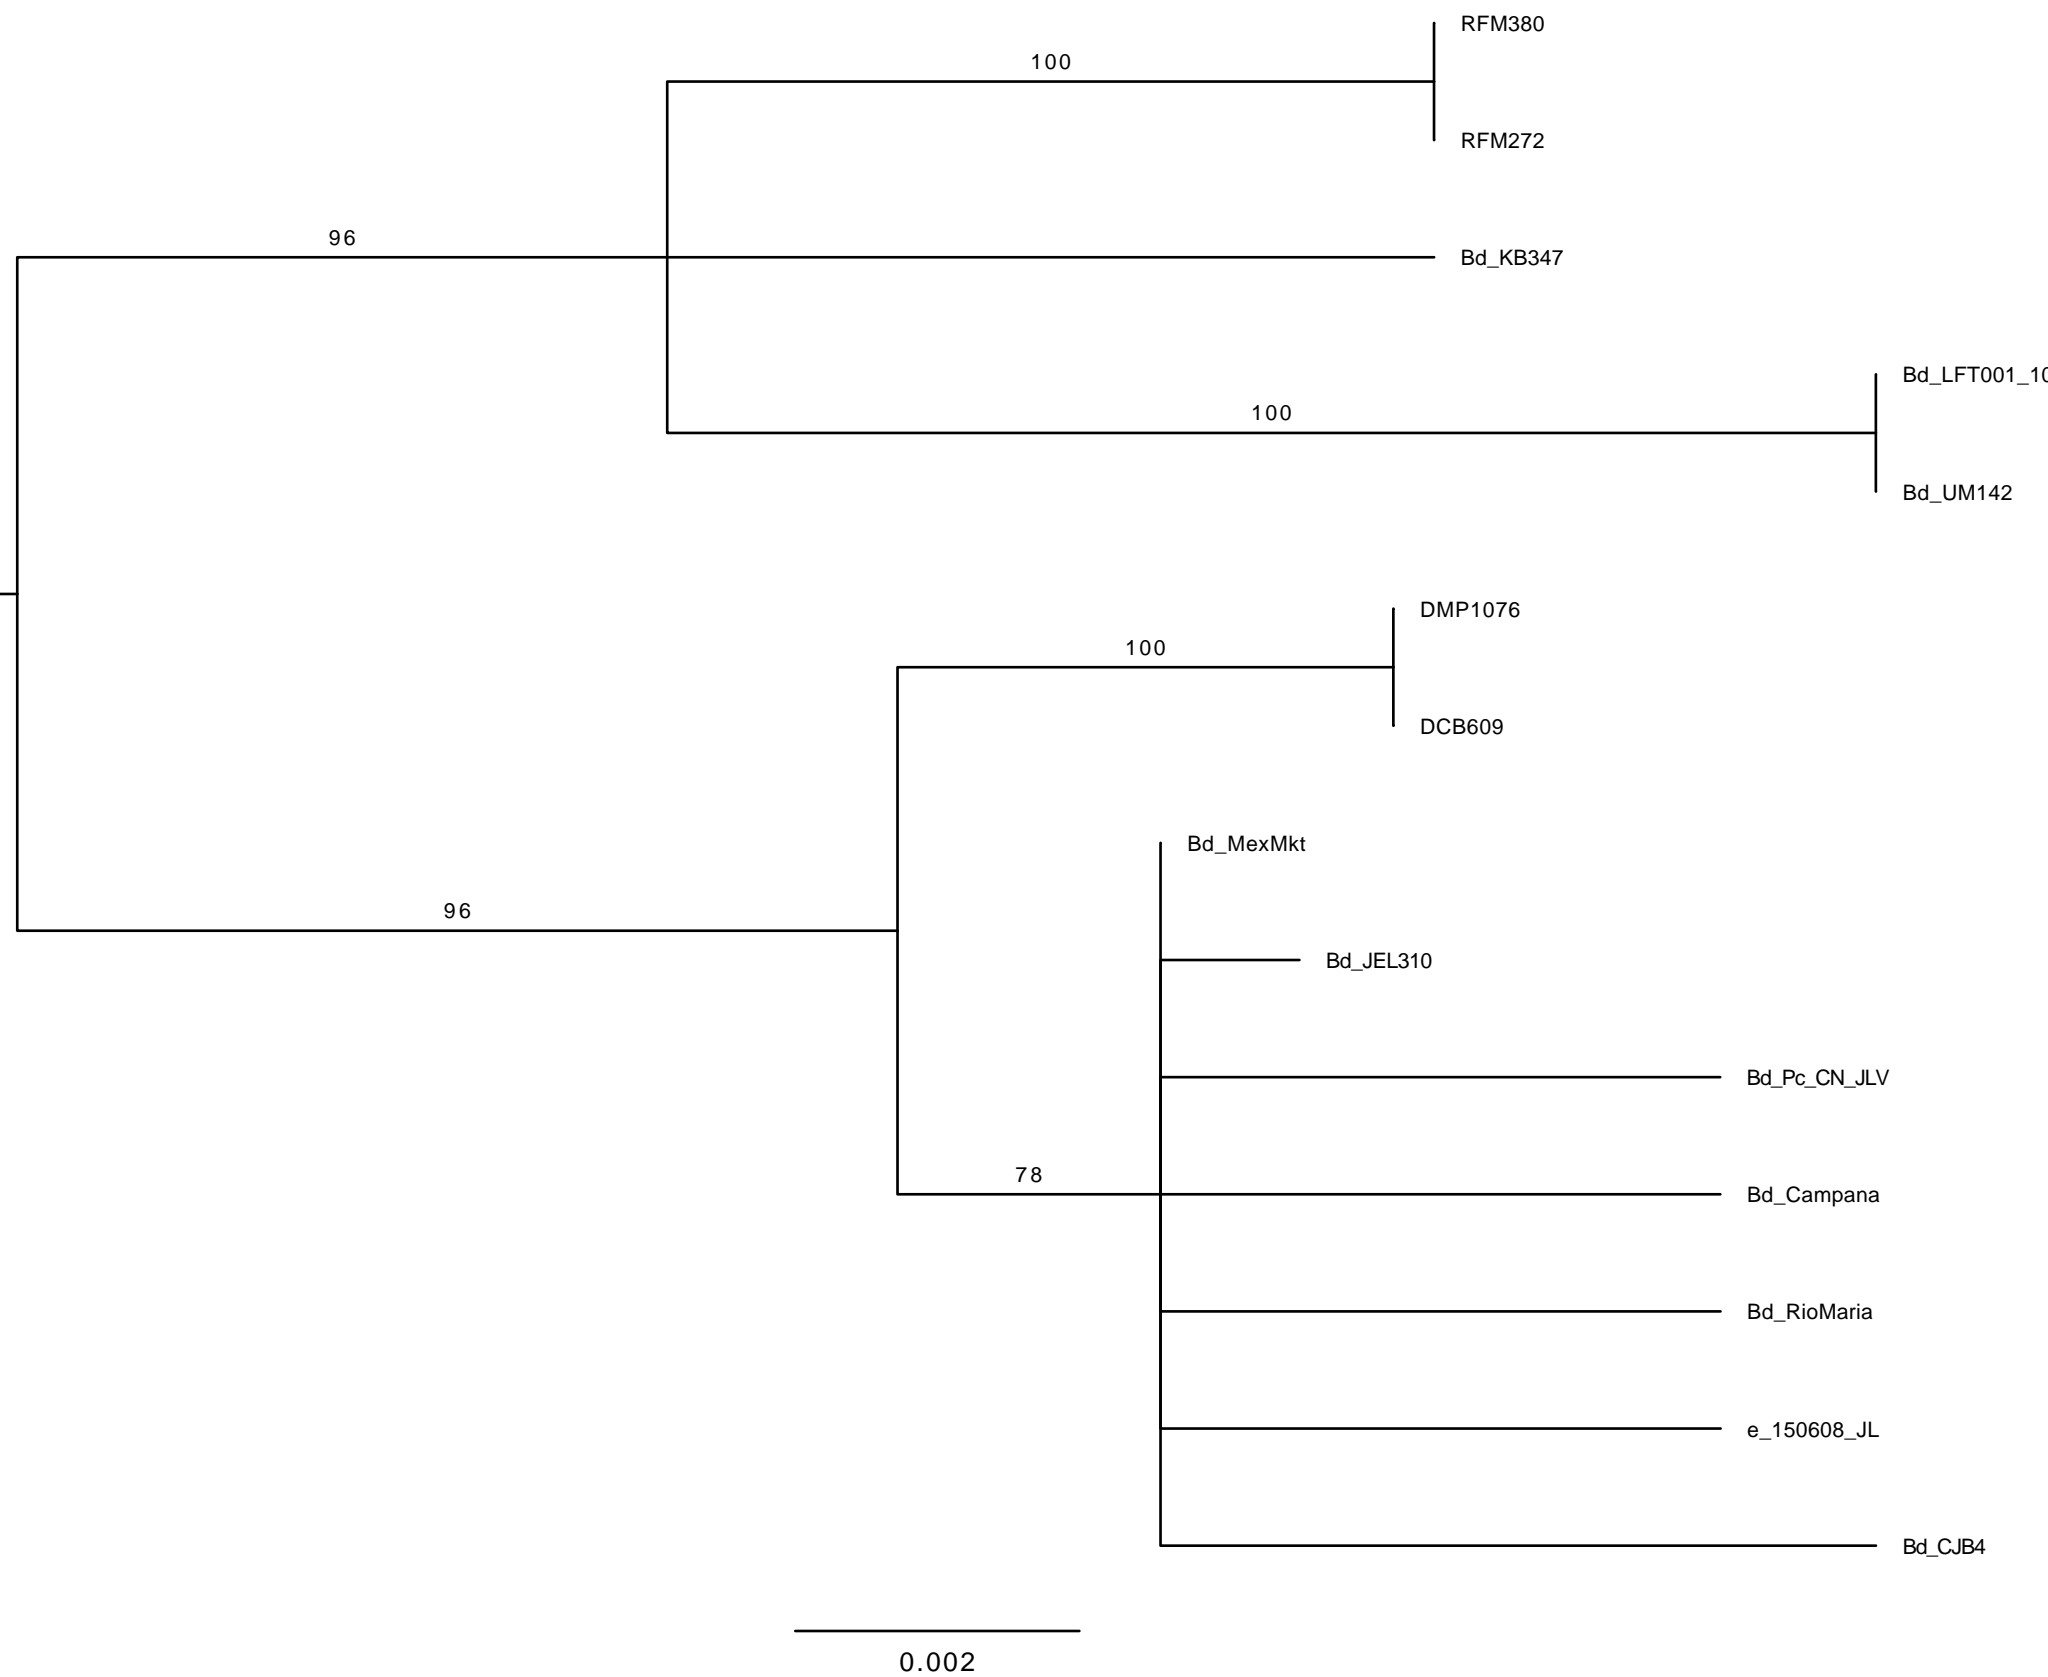 RFM380
100
RFM272
96
Bd_KB347
Bd_LFT001_10
100
Bd_UM142
DMP1076
100
DCB609
Bd_MexMkt
96
Bd_JEL310
Bd_Pc_CN_JLV
78
Bd_Campana
Bd_RioMaria
e_150608_JL
Bd_CJB4
0.002